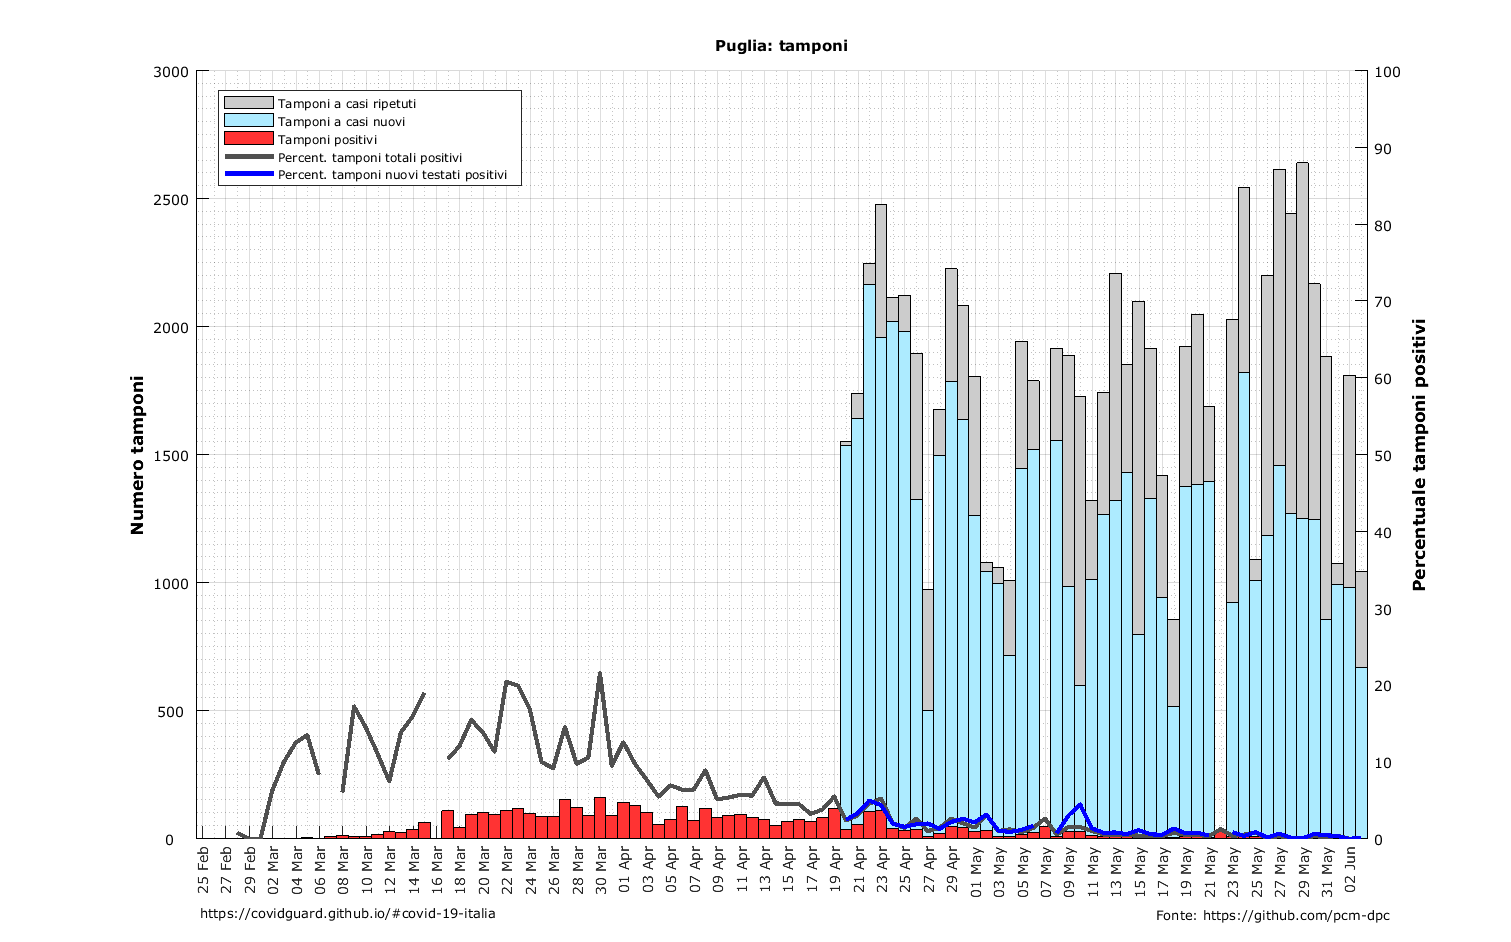 Puglia: tamponi
3000
2500
2000
1500
1000
500
0
Numero tamponi
Tamponi a casi ripetuti
Tamponi a casi nuovi
Tamponi positivi
Percent. tamponi totali positivi
Percent. tamponi nuovi testati positivi
100
90
80
70
60
50
40
30
20
10
0
Percentuale tamponi positivi
25 Feb
27 Feb
29 Feb
02 Mar
04 Mar
06 Mar
08 Mar
10 Mar
12 Mar
14 Mar
16 Mar
18 Mar
20 Mar
22 Mar
24 Mar
26 Mar
28 Mar
30 Mar
01 Apr
03 Apr
05 Apr
07 Apr
09 Apr
11 Apr
13 Apr
15 Apr
17 Apr
19 Apr
21 Apr
23 Apr
25 Apr
27 Apr
29 Apr
01 May
03 May
05 May
07 May
09 May
11 May
13 May
15 May
17 May
19 May
21 May
23 May
25 May
27 May
29 May
31 May
02 Jun
https://covidguard.github.io/#covid-19-italia
Fonte: https://github.com/pcm-dpc